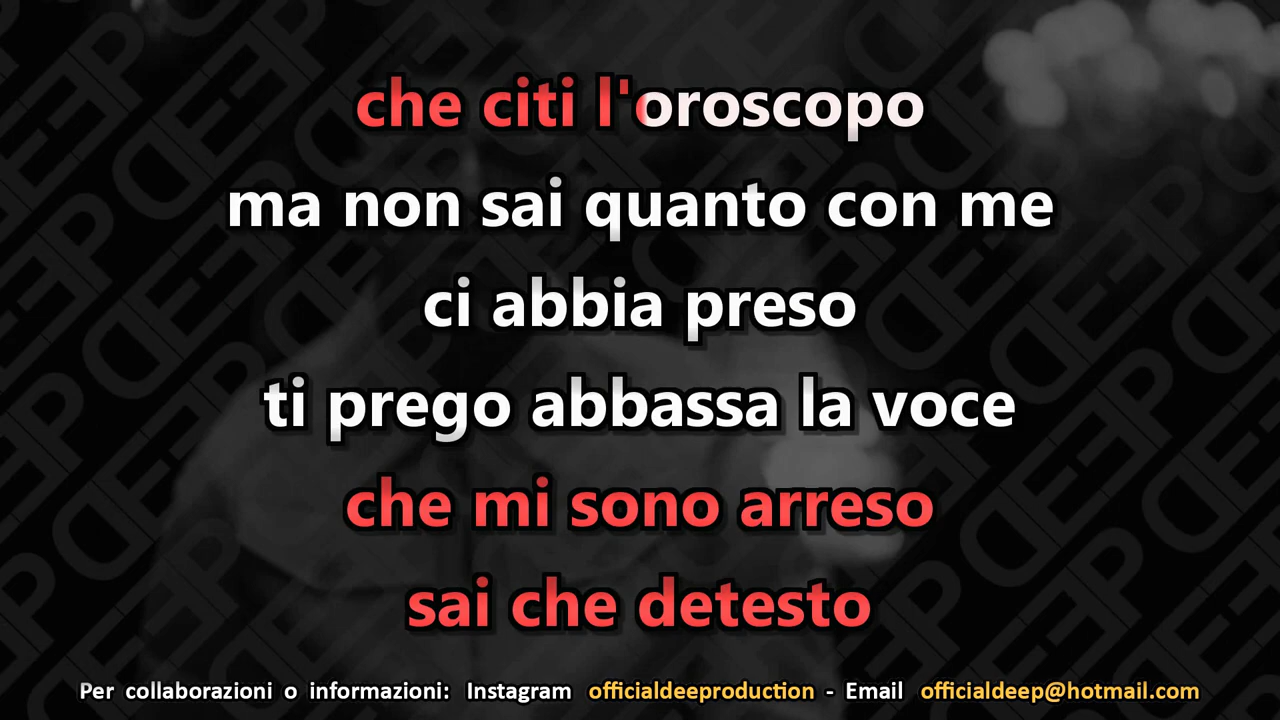 che citi l'oroscopo
ma non sai quanto con me
ci abbia preso
ti prego abbassa la voce
che mi sono arreso
sai che detesto
Per collaborazioni o informazioni: Instagram officialdeeproduction - Email officialdeep@hotmail.com